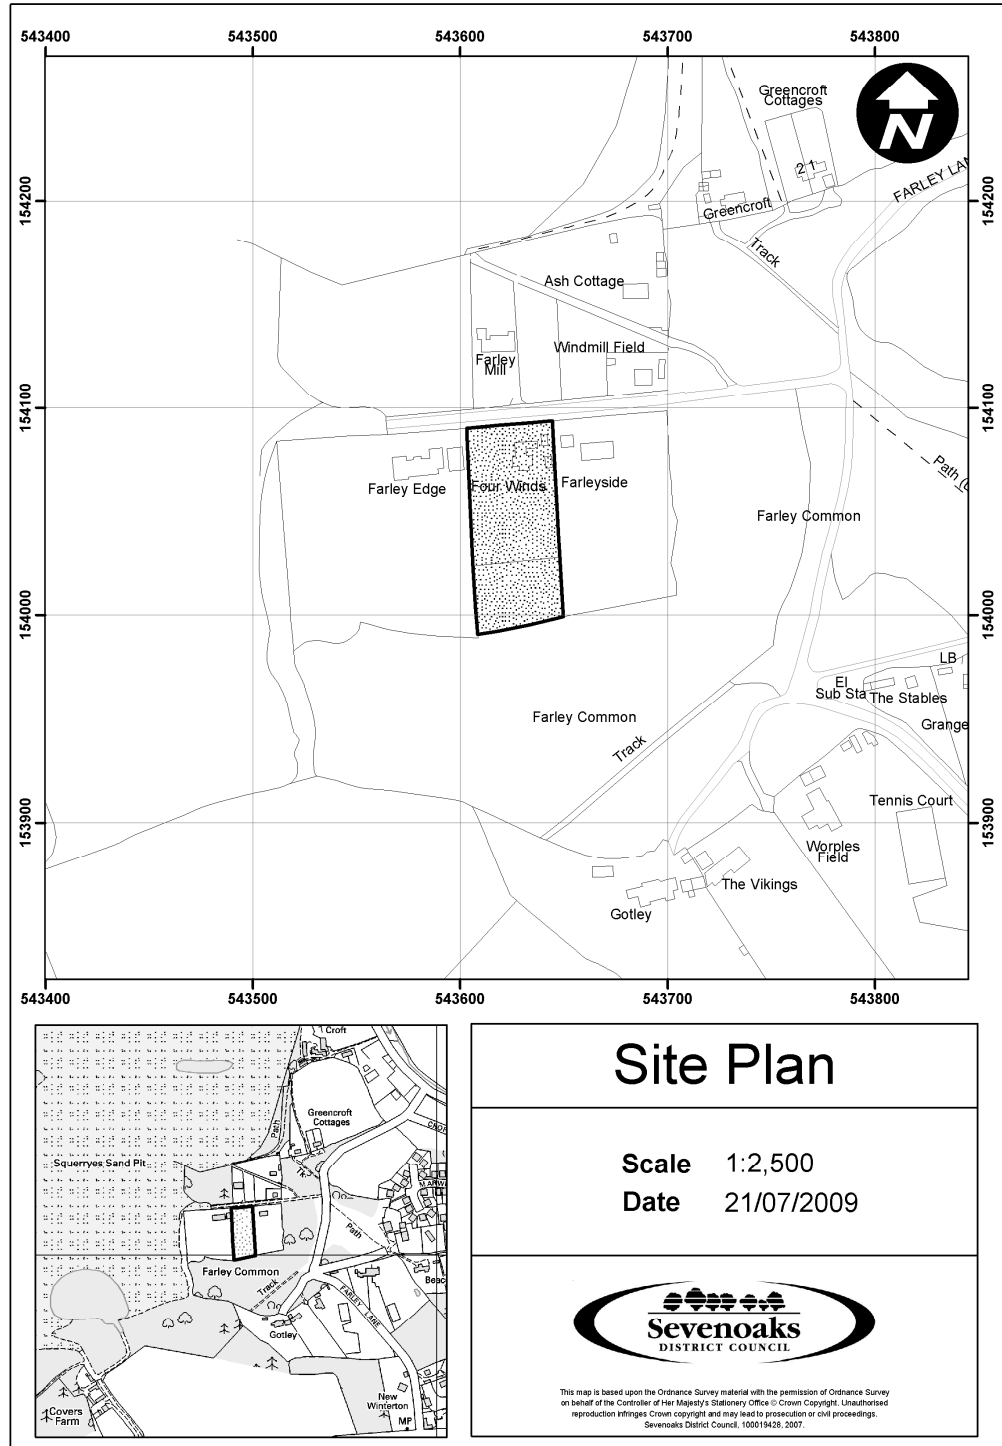 543400 543500 543600 543700 543800
Greencroft
Cottages
N
2 1
FARLEY LAN
154200
154200
Greencroft
Track
Ash Cottage
Windmill Field
Farley
Mill
154100
154100
Path (
Farley Edge
Four Winds
Farleyside
Farley Common
154000
154000
LB
El
Sub Sta
The Stables
Grange
Farley Common
Track
Tennis Court
153900
153900
Worples
Field
The Vikings
Gotley
543400 543500 543600 543700 543800
Croft
Greencroft
Cottages
Path
CROF
Squerryes Sand Pit
Tk
MARWE
Path
Farley Common
Track
Beac
FARLEY LANE
Gotley
New
Winterton
Covers
Farm
MP
Site Plan
Scale 1:2,500
Date 21/07/2009
Sevenoaks
DISTRICT COUNCIL
This map is based upon the Ordnance Survey material with the permission of Ordnance Survey
on behalf of the Controller of Her Majesty's Stationery Office © Crown Copyright. Unauthorised
reproduction infringes Crown copyright and may lead to prosecution or civil proceedings.
Sevenoaks District Council, 100019428, 2007.